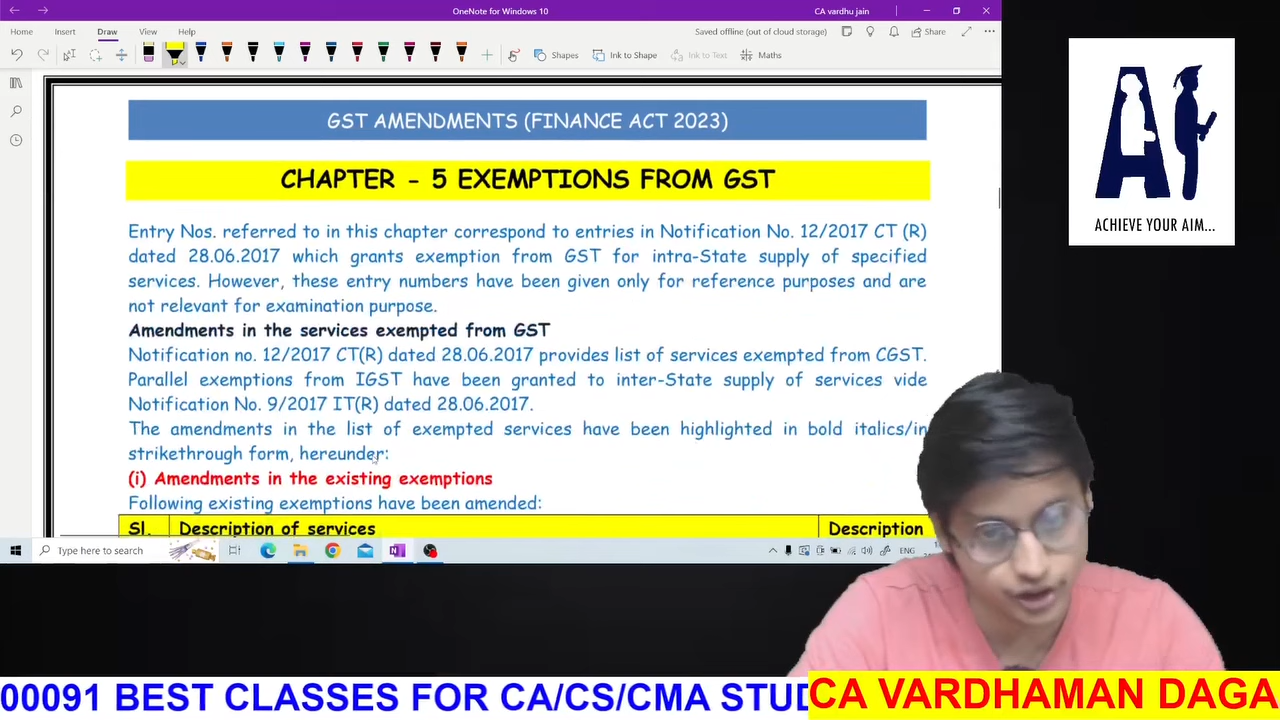 OneNote for Windows 10
CA vardhu jain
Home Insert Draw View Help
Saved offline (out of cloud storage)
Share
Shapes
Ink to Shape
Ink to Text
Maths
GST AMENDMENTS (FINANCE ACT 2023)
CHAPTER - 5 EXEMPTIONS FROM GST
Entry Nos. referred to in this chapter correspond to entries in Notification No. 12/2017 CT (R)
dated 28.06.2017 which grants exemption from GST for intra-State supply of specified
services. However, these entry numbers have been given only for reference purposes and are
not relevant for examination purpose.
Amendments in the services exempted from GST
Notification no. 12/2017 CT(R) dated 28.06.2017 provides list of services exempted from CGST.
Parallel exemptions from IGST have been granted to inter-State supply of services vide
Notification No. 9/2017 IT(R) dated 28.06.2017.
The amendments in the list of exempted services have been highlighted in bold italics/in
strikethrough form, hereunder:
(i) Amendments in the existing exemptions
Following existing exemptions have been amended:
Sl. Description of services Description
Type here to search
ENG
AI
ACHIEVE YOUR AIM...
00091 BEST CLASSES FOR CA/CS/CMA STUD
CA VARDHAMAN DAGA